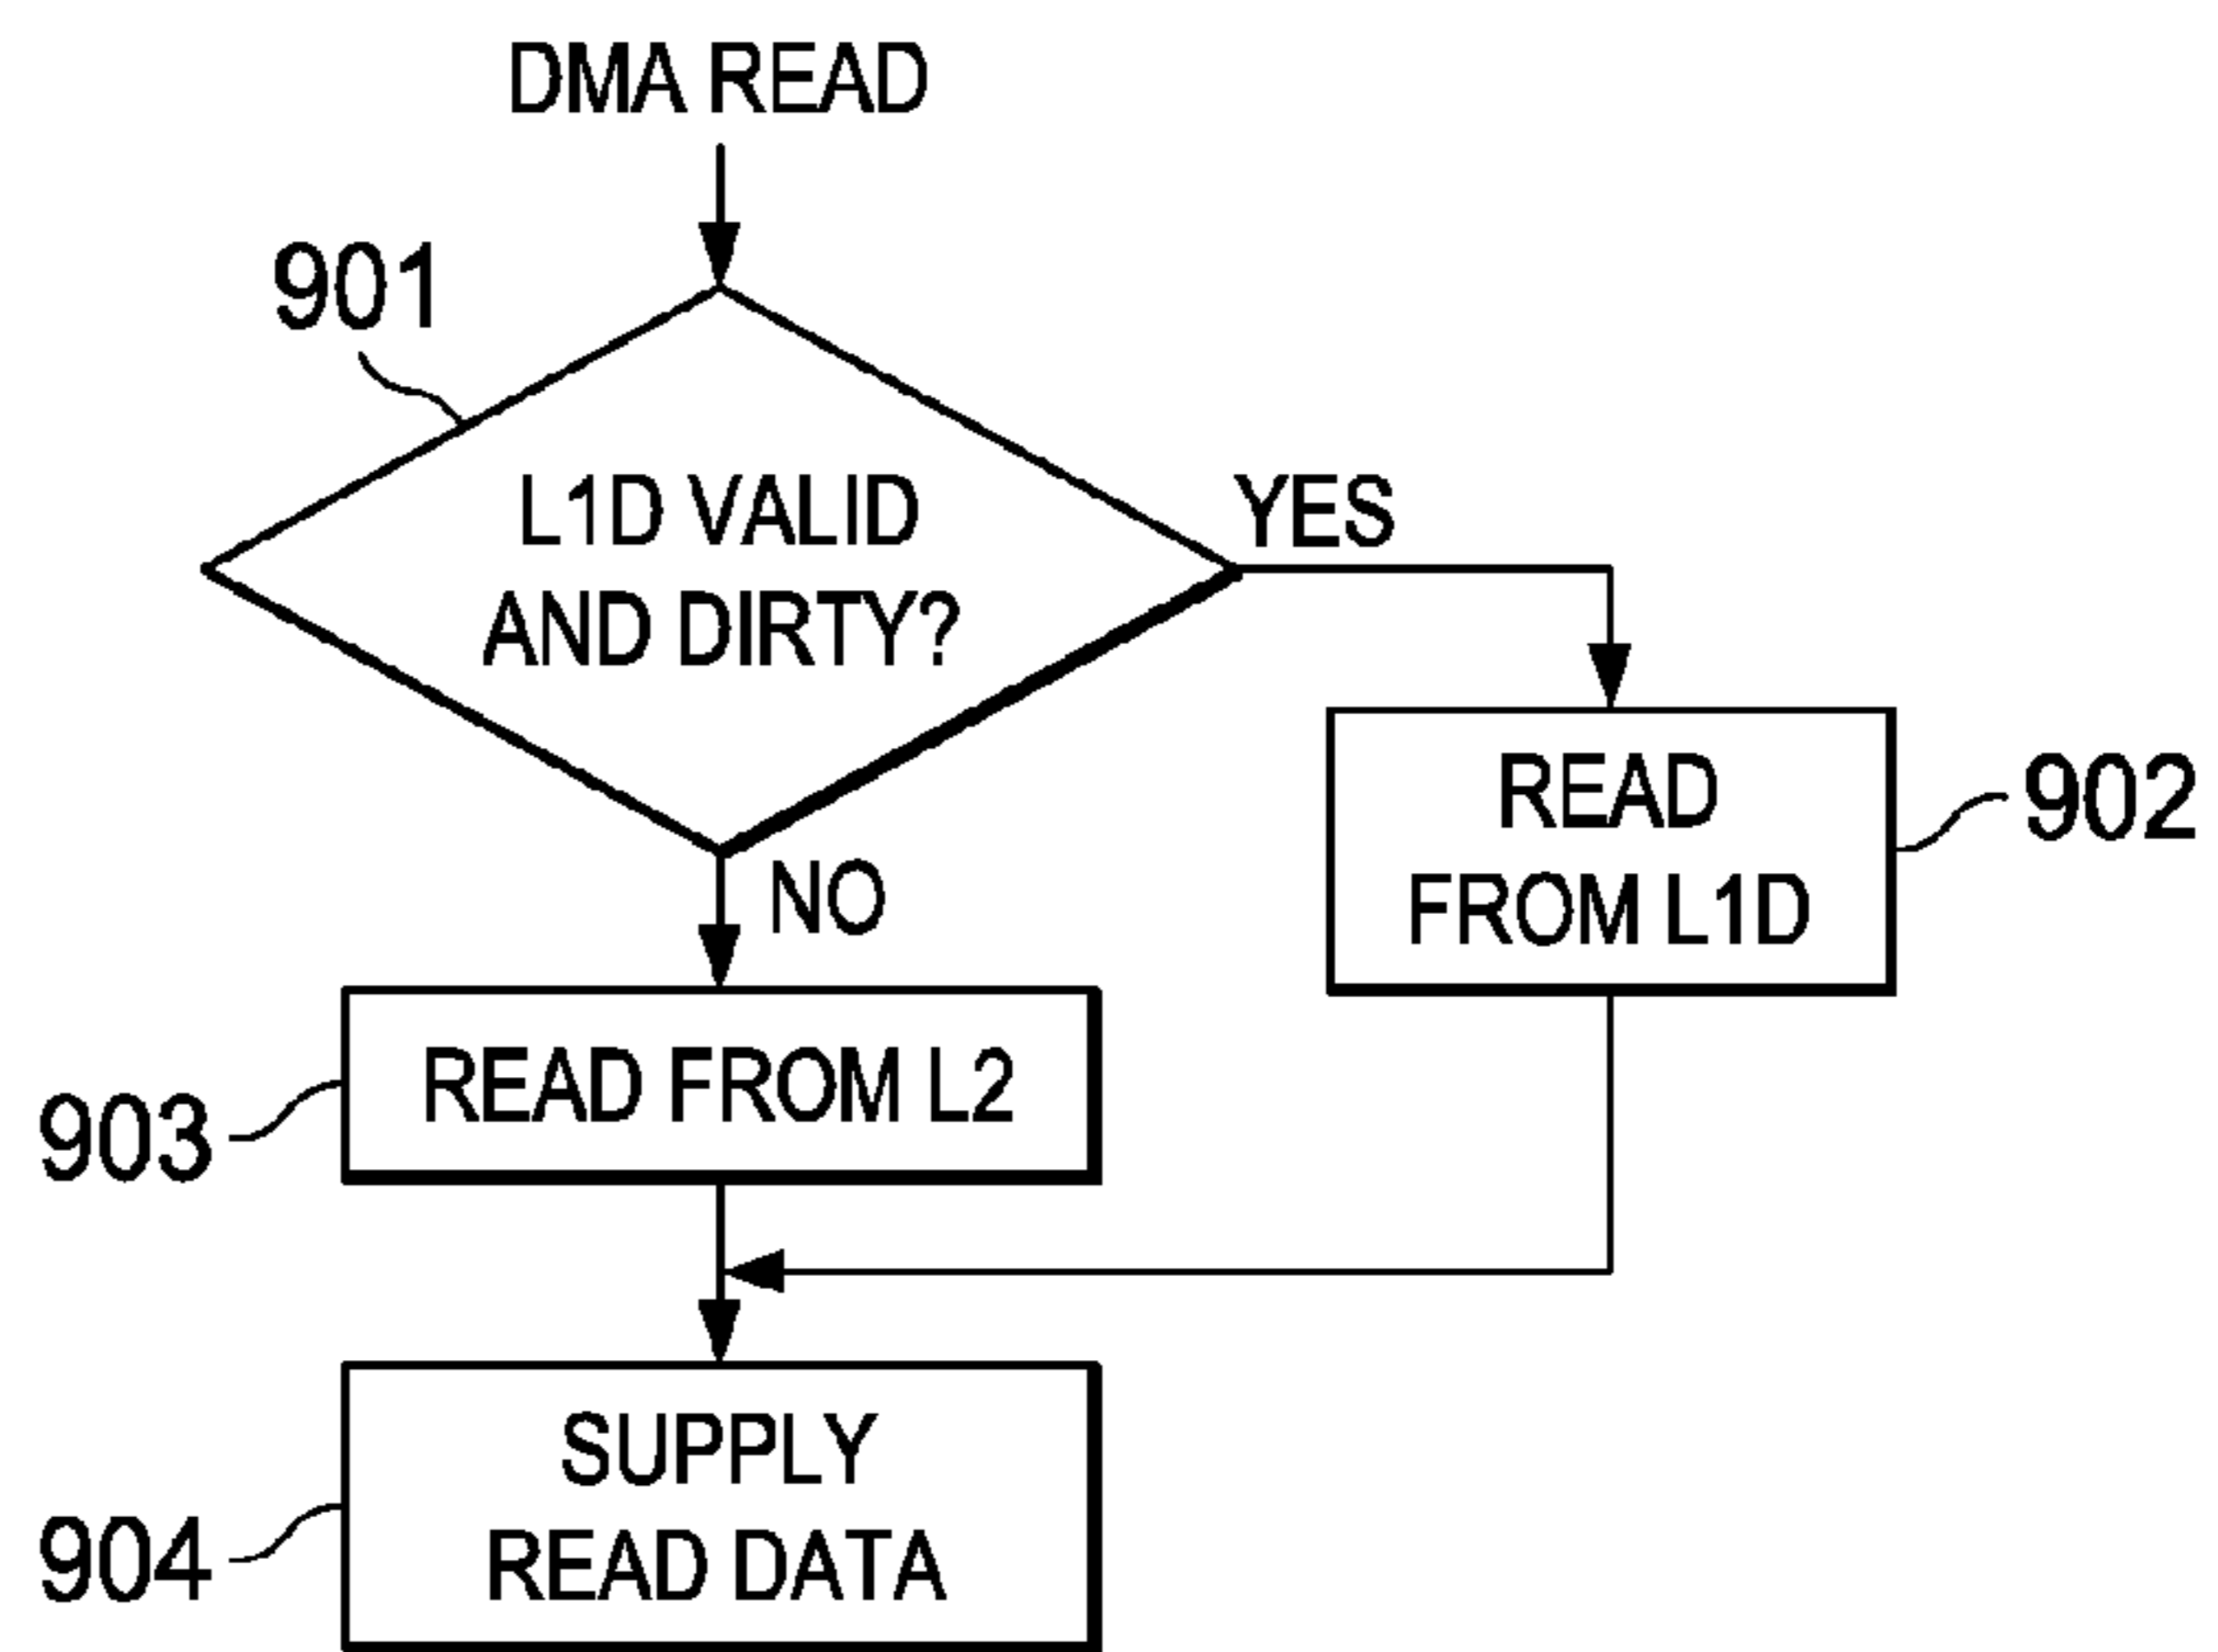 DMA READ
901
L1D VALID
AND DIRTY?
YES
NO
READ
FROM L1D
902
READ FROM L2
903
SUPPLY
READ DATA
904